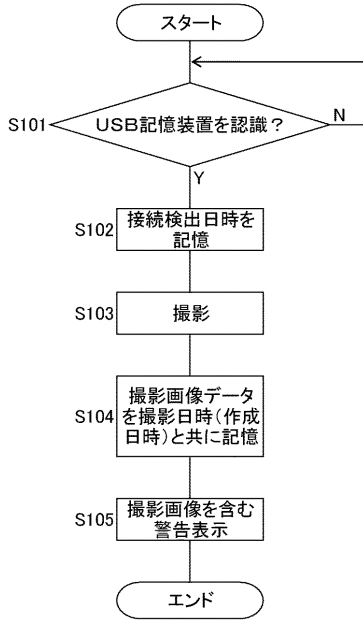 スタート
S101
USB記憶装置を認識?
N
Y
S102
接続検出日時を
記憶
S103
撮影
S104
撮影画像データ
を撮影日時(作成
日時)と共に記憶
S105
撮影画像を含む
警告表示
エンド